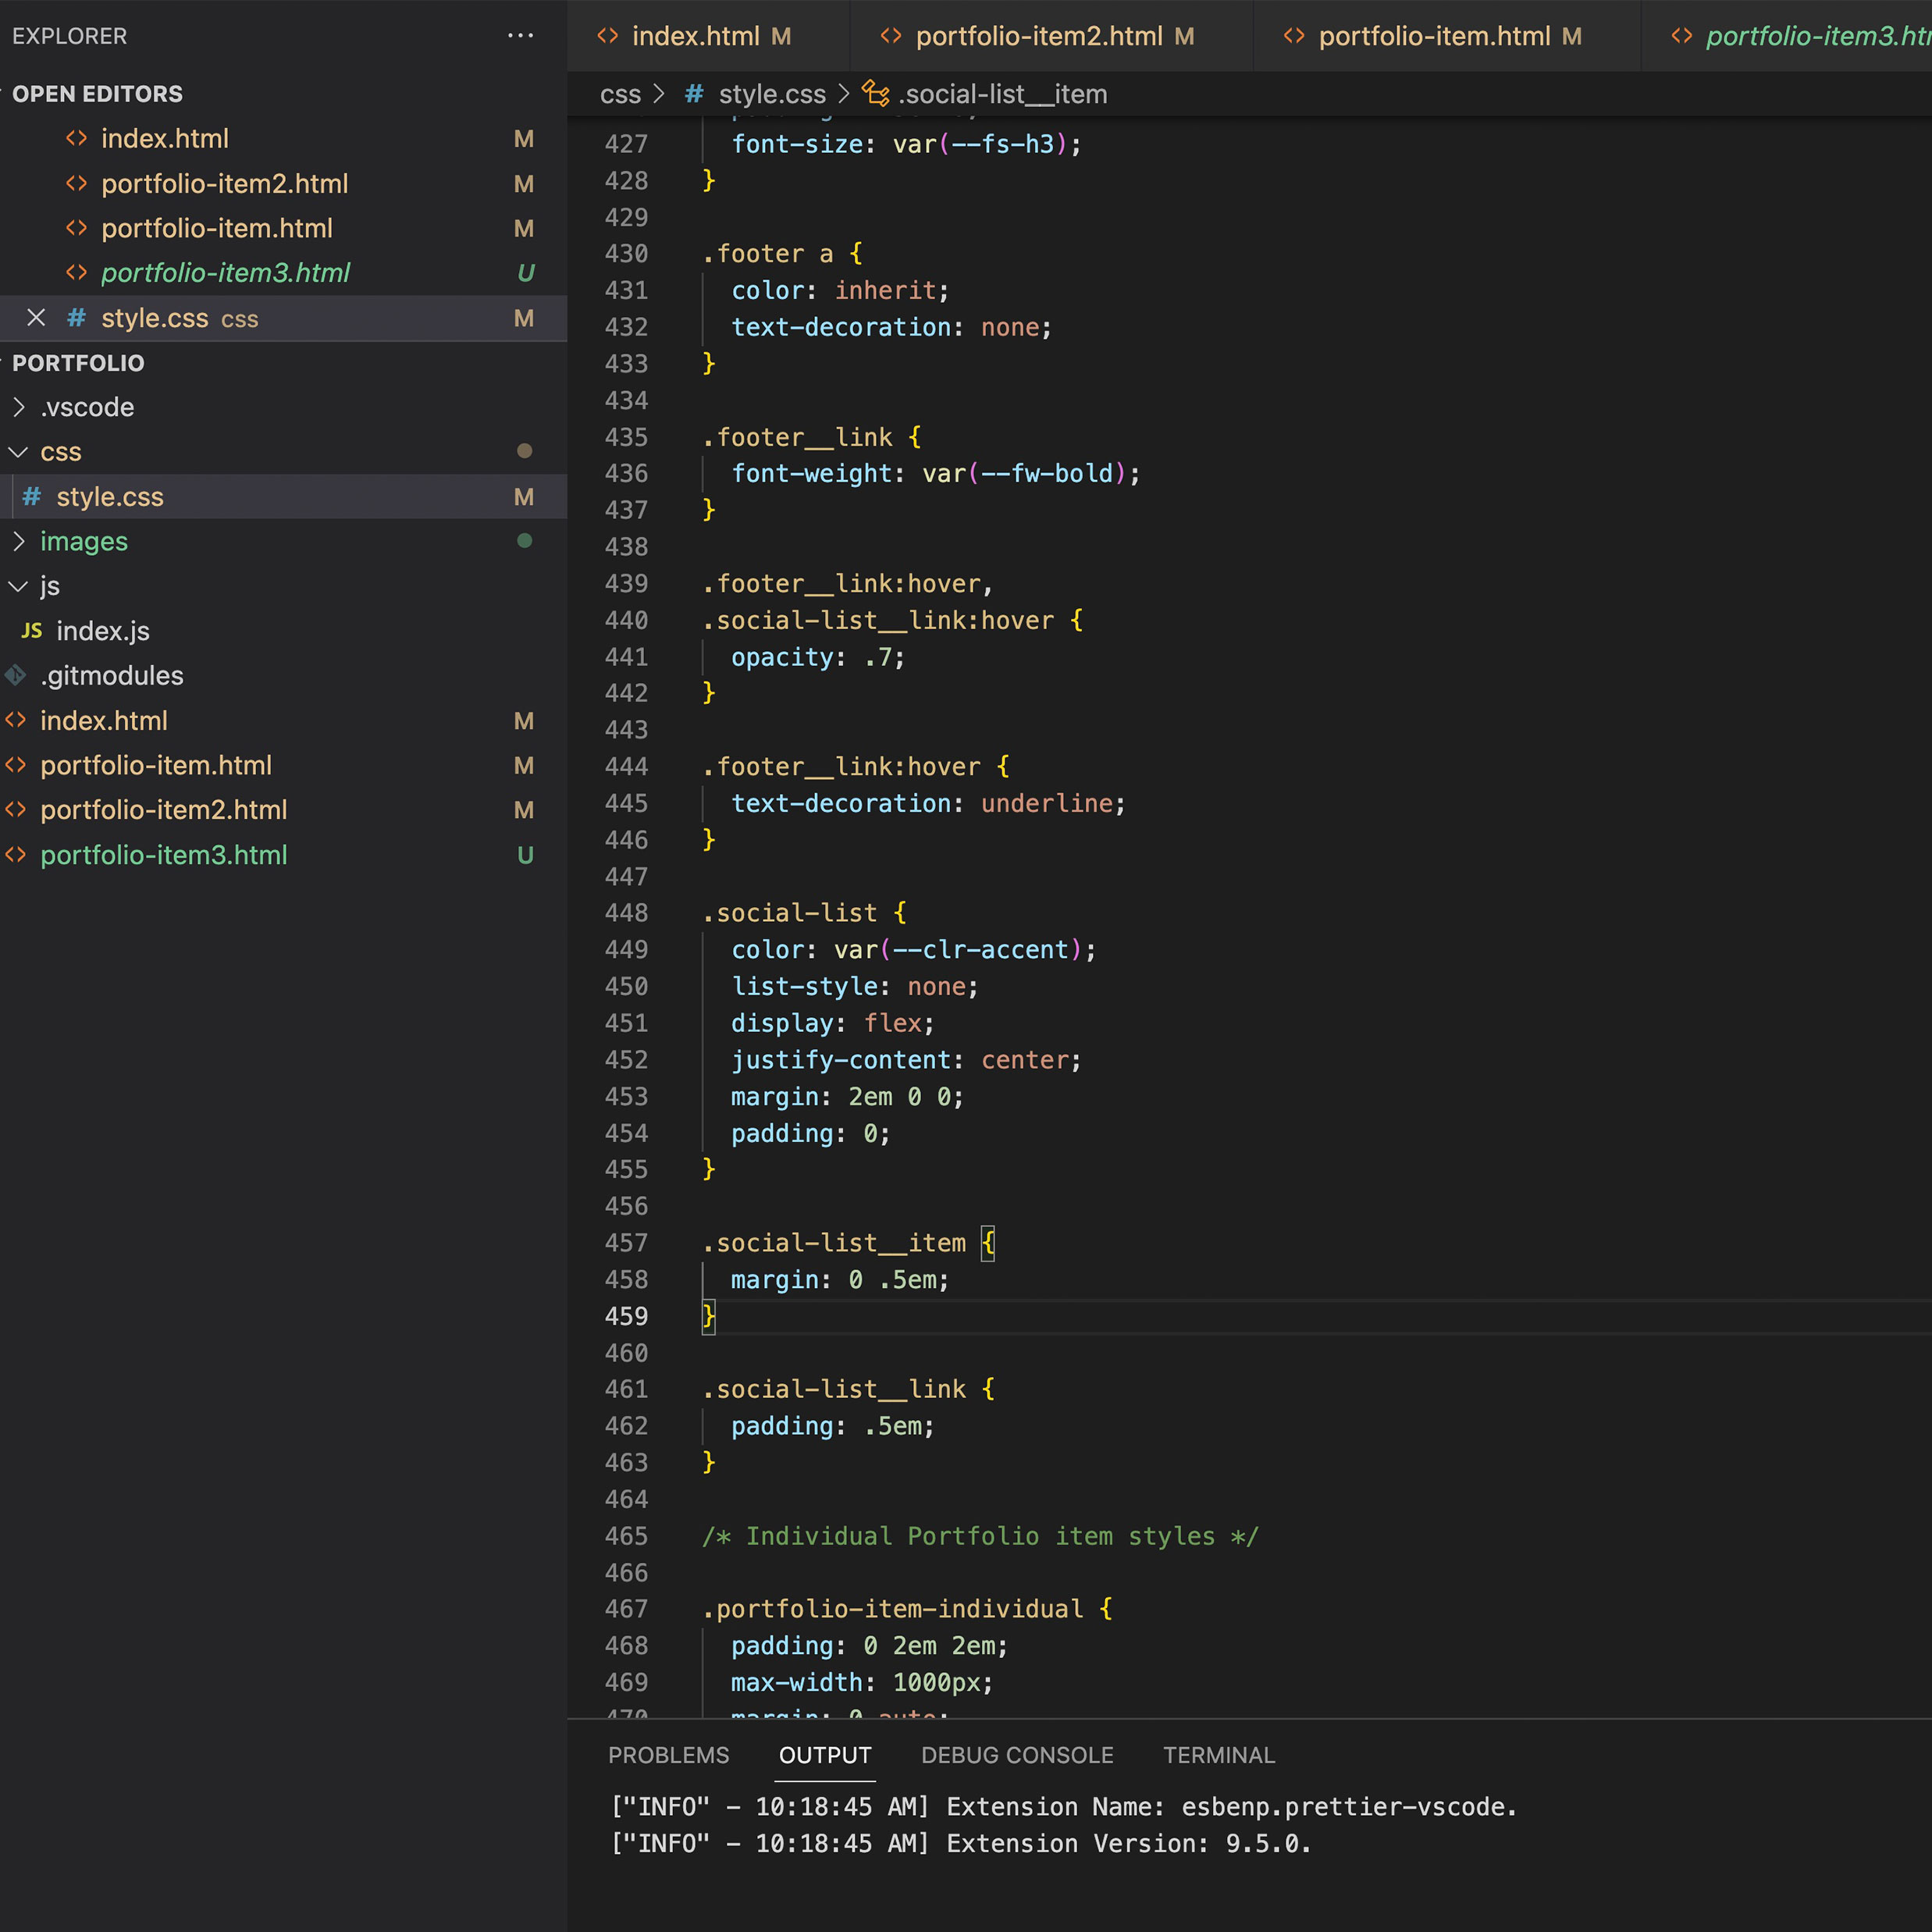 EXPLORER ...
OPEN EDITORS
index.html M
portfolio-item2.html M
portfolio-item.html M
portfolio-item3.html U
style.css css M
PORTFOLIO
.vscode
css
# style.css M
images
js
JS index.js
.gitmodules
index.html M
portfolio-item.html M
portfolio-item2.html M
portfolio-item3.html U
index.html M portfolio-item2.html M portfolio-item.html M portfolio-item3.htm
css > # style.css > .social-list__item
427 font-size: var(--fs-h3);
428 }
429
430 .footer a {
431 color: inherit;
432 text-decoration: none;
433 }
434
435 .footer__link {
436 font-weight: var(--fw-bold);
437 }
438
439 .footer__link:hover,
440 .social-list__link:hover {
441 opacity: .7;
442 }
443
444 .footer__link:hover {
445 text-decoration: underline;
446 }
447
448 .social-list {
449 color: var(--clr-accent);
450 list-style: none;
451 display: flex;
452 justify-content: center;
453 margin: 2em 0 0;
454 padding: 0;
455 }
456
457 .social-list__item {
458 margin: 0 .5em;
459 }
460
461 .social-list__link {
462 padding: .5em;
463 }
464
465 /* Individual Portfolio item styles */
466
467 .portfolio-item-individual {
468 padding: 0 2em 2em;
469 max-width: 1000px;
470 margin: 0 auto;
PROBLEMS OUTPUT DEBUG CONSOLE TERMINAL
["INFO" - 10:18:45 AM] Extension Name: esbenp.prettier-vscode.
["INFO" - 10:18:45 AM] Extension Version: 9.5.0.